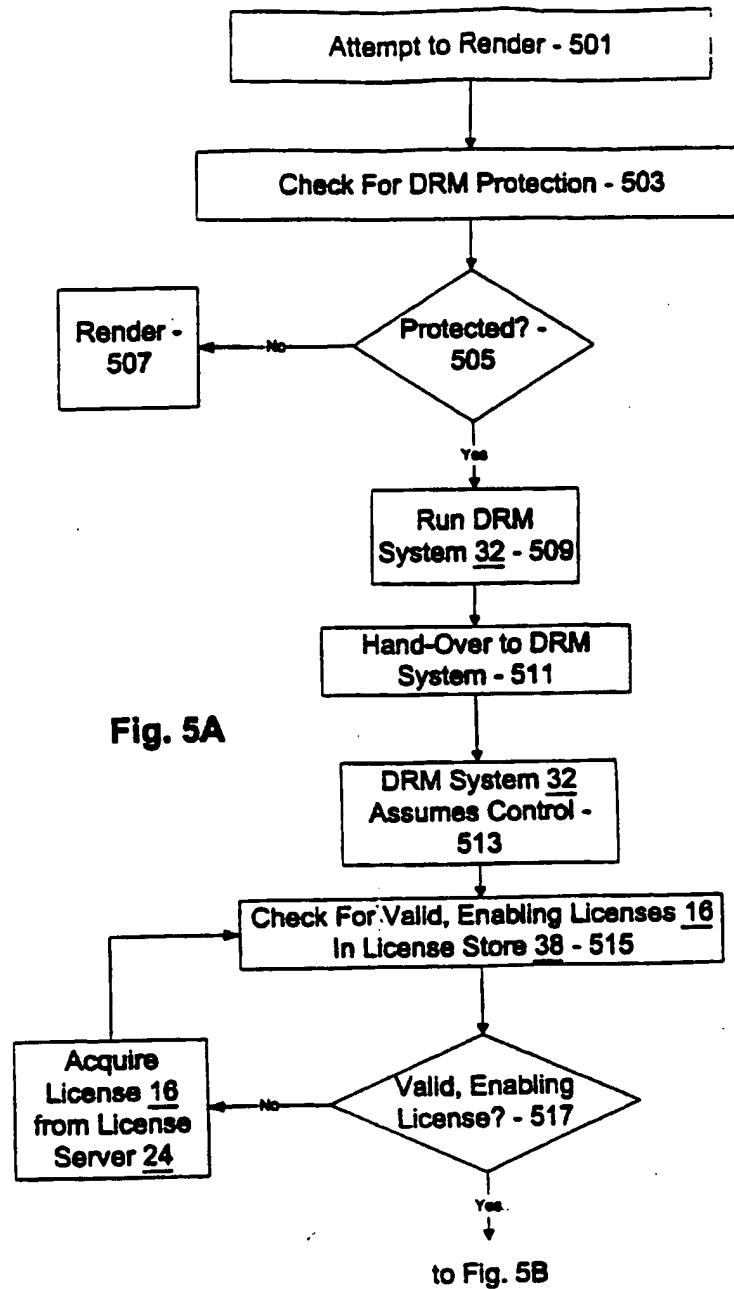 Attempt to Render - 501
Check For DRM Protection - 503
Render -
507
No
Protected? -
505
Yes
Run DRM
System 32 - 509
Hand-Over to DRM
System - 511
Fig. 5A
DRM System 32
Assumes Control -
513
Check For Valid, Enabling Licenses 16
In License Store 38 - 515
Acquire
License 16
from License
Server 24
No
Valid, Enabling
License? - 517
Yes
to Fig. 5B